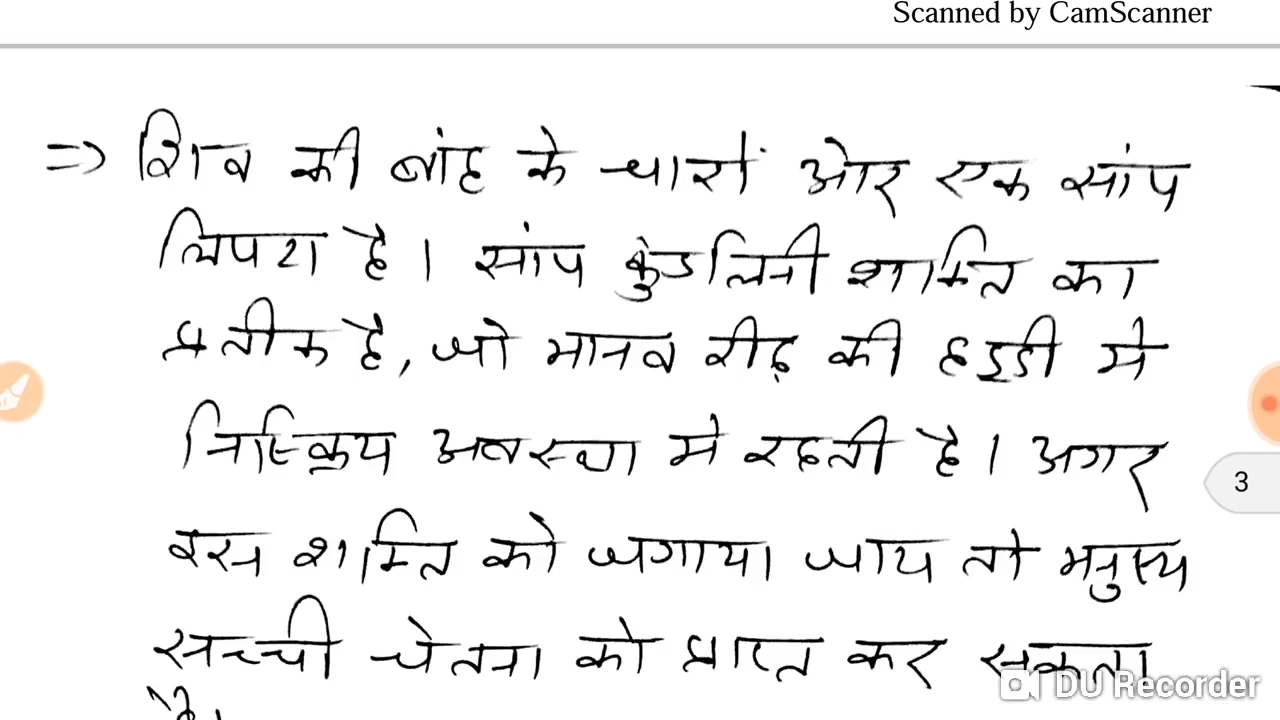 Scanned by CamScanner
=> शिव की बांह के चारों ओर एक सांप
लिपटा है। सांप कुंडलिनी शक्ति का
प्रतीक है, जो मानव रीढ़ की हड्डी मे
निष्क्रिय अवस्था मे रहती है। अगर
इस शक्ति को जगाया जाय तो मनुष्य
सच्ची चेतना को प्राप्त कर सकता
है।
3
DU Recorder